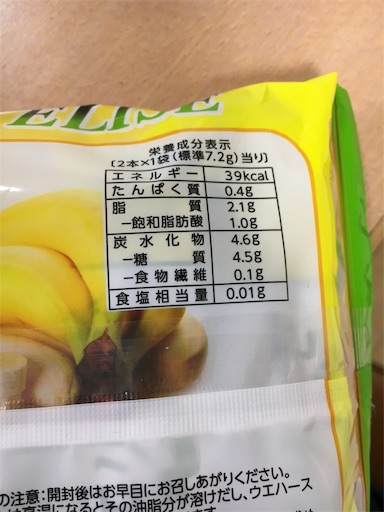 ELISE
栄養成分表示
〔2本×1袋(標準7.2g)当り〕
エネルギー 39kcal
たんぱく質 0.4g
脂質 2.1g
−飽和脂肪酸 1.0g
炭水化物 4.6g
−糖質 4.5g
−食物繊維 0.1g
食塩相当量 0.01g
の注意:開封後はお早目にお召しあがりください。
は高温になるとその油脂分が溶けだし、ウエハース